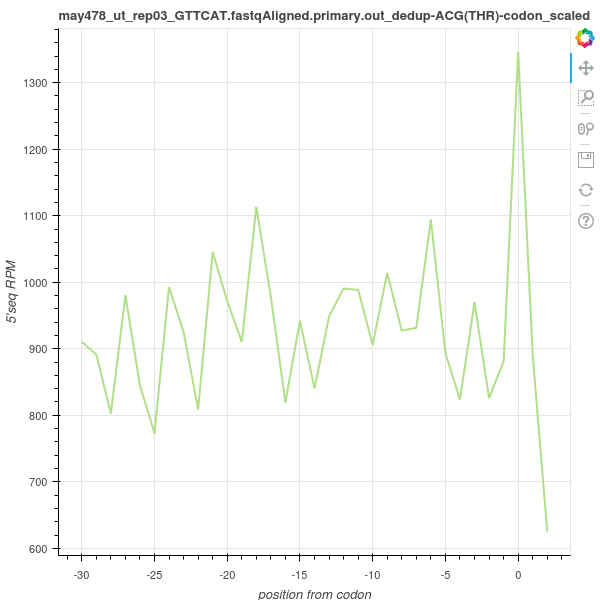 may478_ut_rep03_GTTCAT.fastqAligned.primary.out_dedup-ACG(THR)-codon_scaled
1300
1200
1100
1000
900
800
700
600
5'seq RPM
-30 -25 -20 -15 -10 -5 0
position from codon